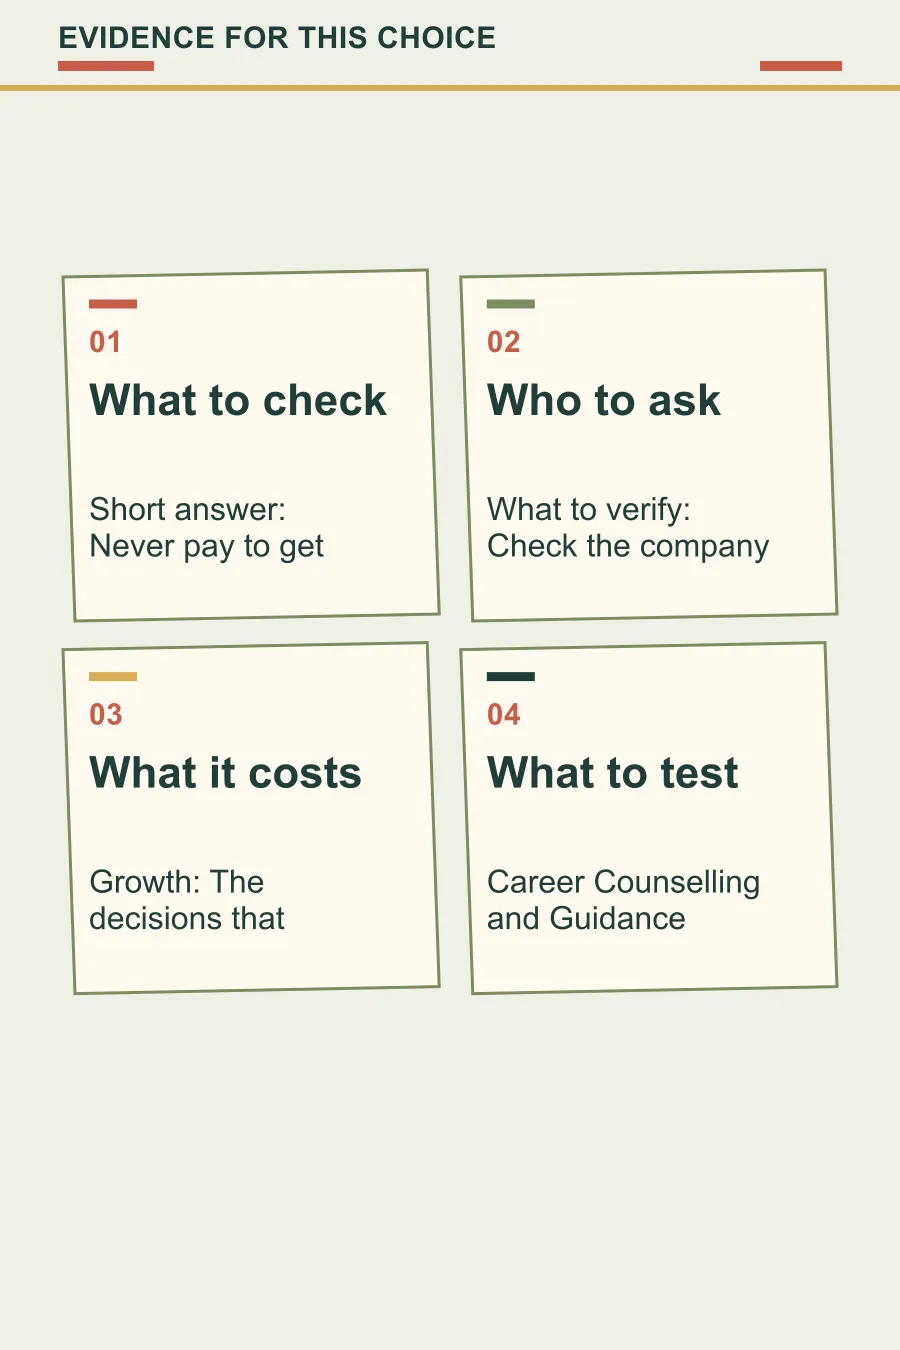 EVIDENCE FOR THIS CHOICE
01
What to check
Short answer:
Never pay to get
02
Who to ask
What to verify:
Check the company
03
What it costs
Growth: The
decisions that
04
What to test
Career Counselling
and Guidance